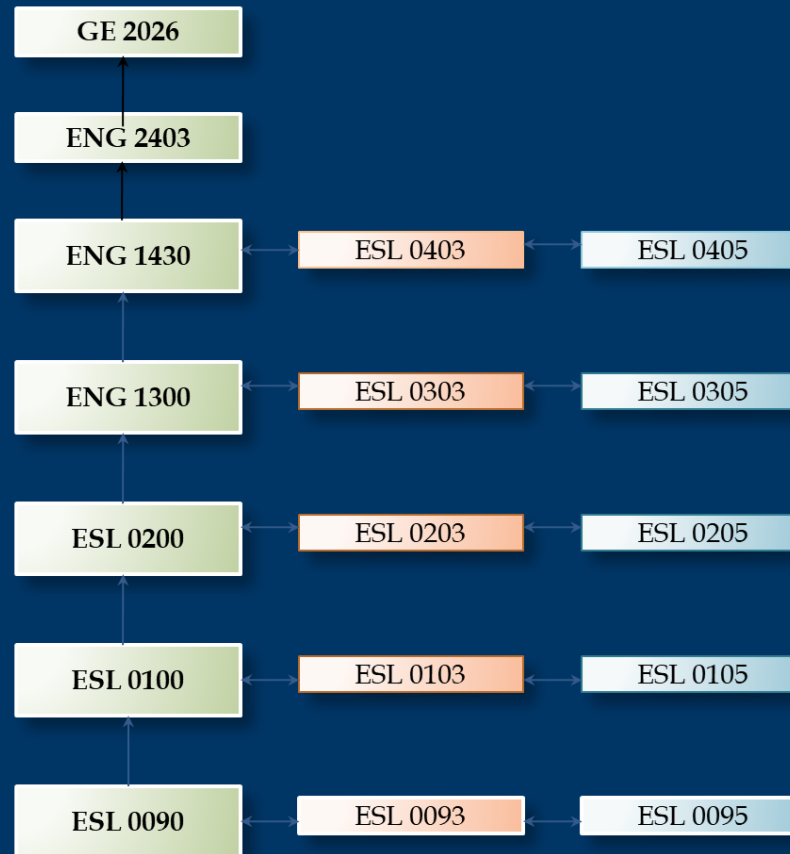 GE 2026
ENG 2403
ENG 1430
ESL 0403
ESL 0405
ENG 1300
ESL 0303
ESL 0305
ESL 0200
ESL 0203
ESL 0205
ESL 0100
ESL 0103
ESL 0105
ESL 0090
ESL 0093
ESL 0095